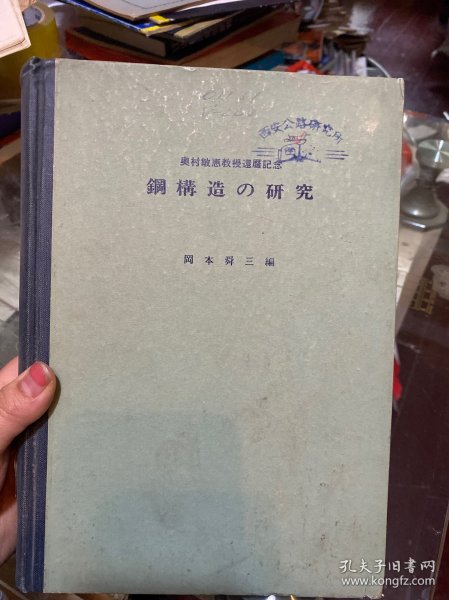 西安公路研究所
奥村敏恵教授還暦記念
鋼構造の研究
岡本舜三編
孔夫子旧书网
www.kongfz.com